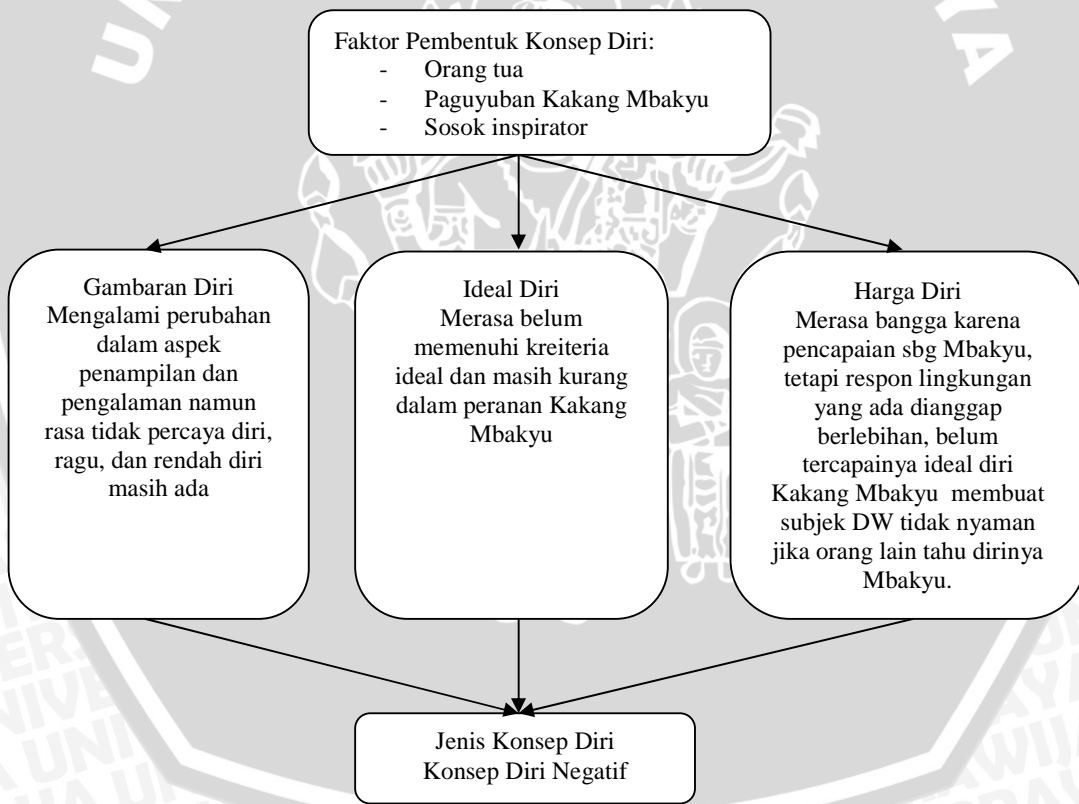 Faktor Pembentuk Konsep Diri:
- Orang tua
- Paguyuban Kakang Mbakyu
- Sosok inspirator
Gambaran Diri
Mengalami perubahan
dalam aspek
penampilan dan
pengalaman namun
rasa tidak percaya diri,
ragu, dan rendah diri
masih ada
Ideal Diri
Merasa belum
memenuhi kreiteria
ideal dan masih kurang
dalam peranan Kakang
Mbakyu
Harga Diri
Merasa bangga karena
pencapaian sbg Mbakyu,
tetapi respon lingkungan
yang ada dianggap
berlebihan, belum
tercapainya ideal diri
Kakang Mbakyu  membuat
subjek DW tidak nyaman
jika orang lain tahu dirinya
Mbakyu.
Jenis Konsep Diri
Konsep Diri Negatif